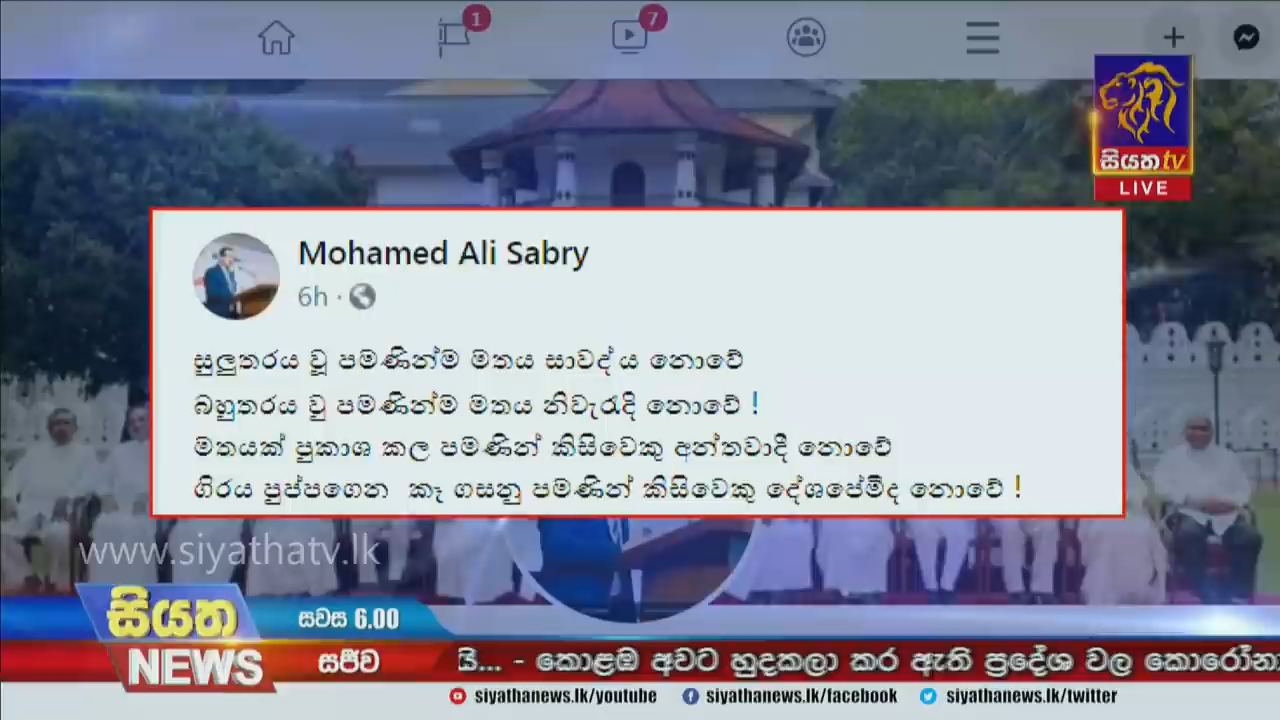 1
7
සියත tv
LIVE
Mohamed Ali Sabry
6h ·
සුලුතරය වූ පමණින්ම මතය සාවද්‍ය නොවේ
බහුතරය වු පමණින්ම මතය නිවැරැදි නොවේ !
මතයක් ප්‍රකාශ කල පමණින් කිසිවෙකු අන්තවාදී නොවේ
ගිරය පුප්පගෙන කෑ ගසනු පමණින් කිසිවෙකු දේශප්‍රේමීද නොවේ !
www.siyathatv.lk
සියත
NEWS
සවස 6.00
සජීව
යි... - කොළඹ අවට හුදකලා කර ඇති ප්‍රදේශ වල කොරෝනා
siyathanews.lk/youtube
siyathanews.lk/facebook
siyathanews.lk/twitter